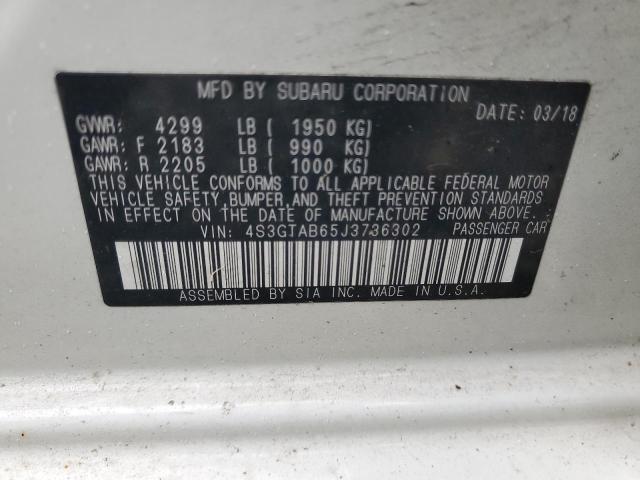 MFD BY SUBARU CORPORATION
DATE: 03/18
GVWR: 4299 LB ( 1950 KG)
GAWR: F 2183 LB ( 990 KG)
GAWR: R 2205 LB ( 1000 KG)
THIS VEHICLE CONFORMS TO ALL APPLICABLE FEDERAL MOTOR
VEHICLE SAFETY, BUMPER, AND THEFT PREVENTION STANDARDS
IN EFFECT ON THE DATE OF MANUFACTURE SHOWN ABOVE.
VIN: 4S3GTAB65J3736302 PASSENGER CAR
ASSEMBLED BY SIA INC. MADE IN U.S.A.